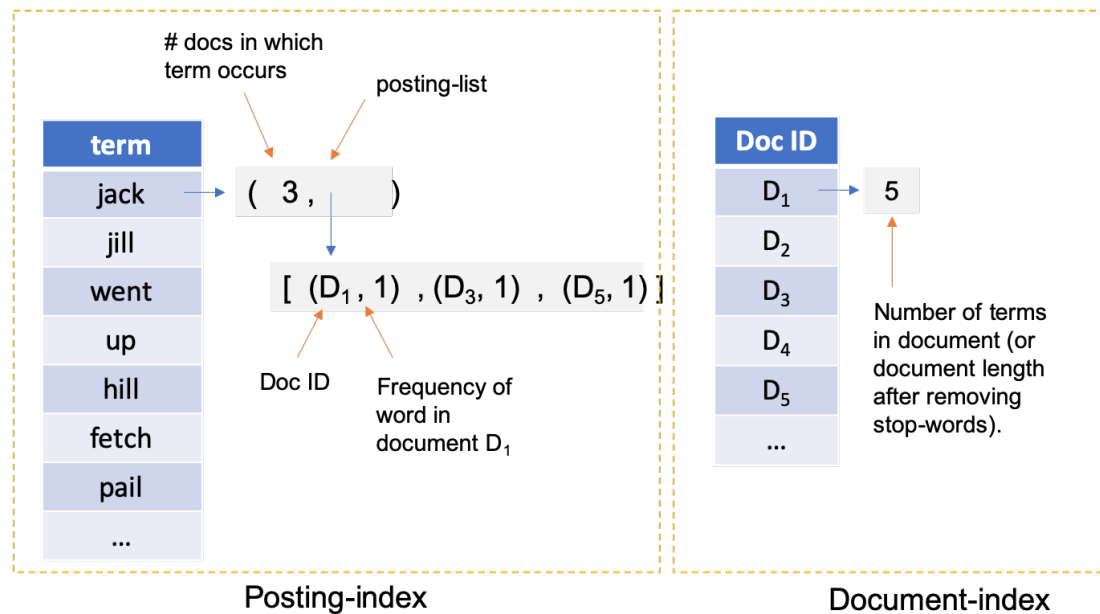 # docs in which
term occurs
posting-list
term
jack
jill
went
up
hill
fetch
pail
...
( 3 , )
[ (D₁ , 1) , (D₃, 1) , (D₅, 1) ]
Doc ID
Frequency of
word in
document D₁
Posting-index
Doc ID
D₁
D₂
D₃
D₄
D₅
...
5
Number of terms
in document (or
document length
after removing
stop-words).
Document-index